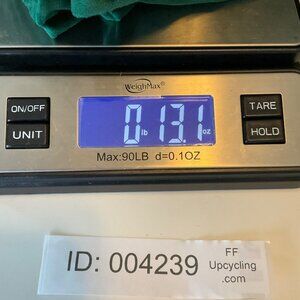 WeighMax®
ON/OFF
UNIT
0 lb 13.1 oz
TARE
HOLD
Max:90LB d=0.1OZ
ID: 004239
FF
Upcycling
.com